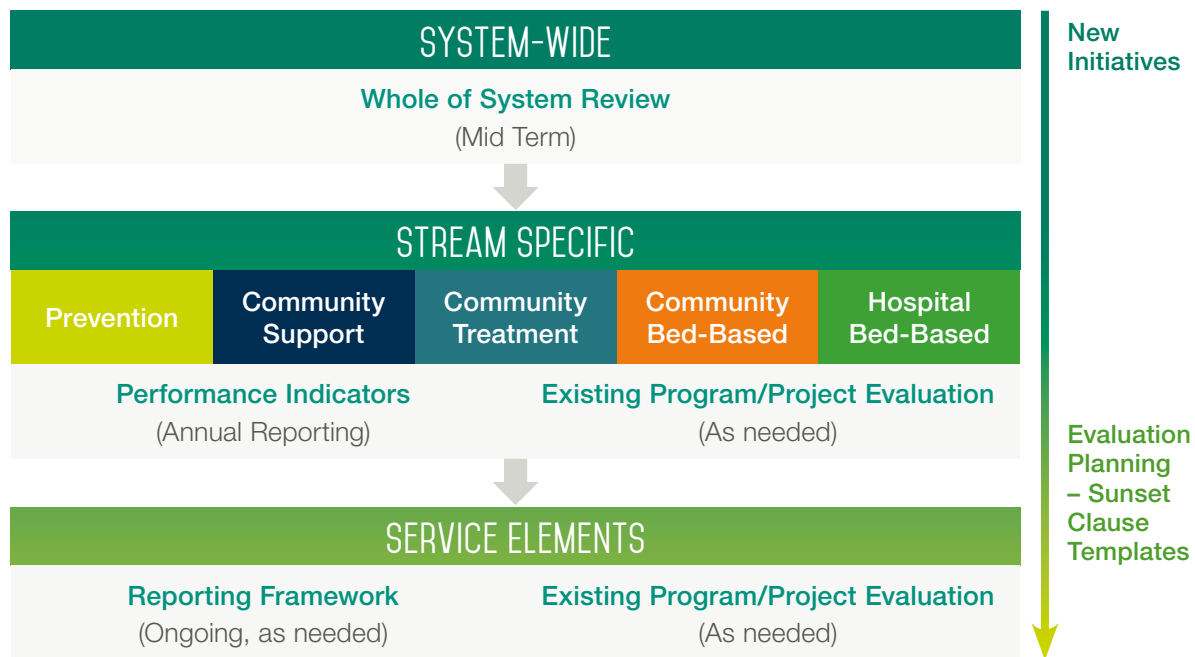 SYSTEM-WIDE
Whole of System Review
(Mid Term)
STREAM SPECIFIC
Prevention
Community
Support
Community
Treatment
Community
Bed-Based
Hospital
Bed-Based
Performance Indicators
(Annual Reporting)
Existing Program/Project Evaluation
(As needed)
SERVICE ELEMENTS
Reporting Framework
(Ongoing, as needed)
Existing Program/Project Evaluation
(As needed)
New
Initiatives
Evaluation
Planning
– Sunset
Clause
Templates